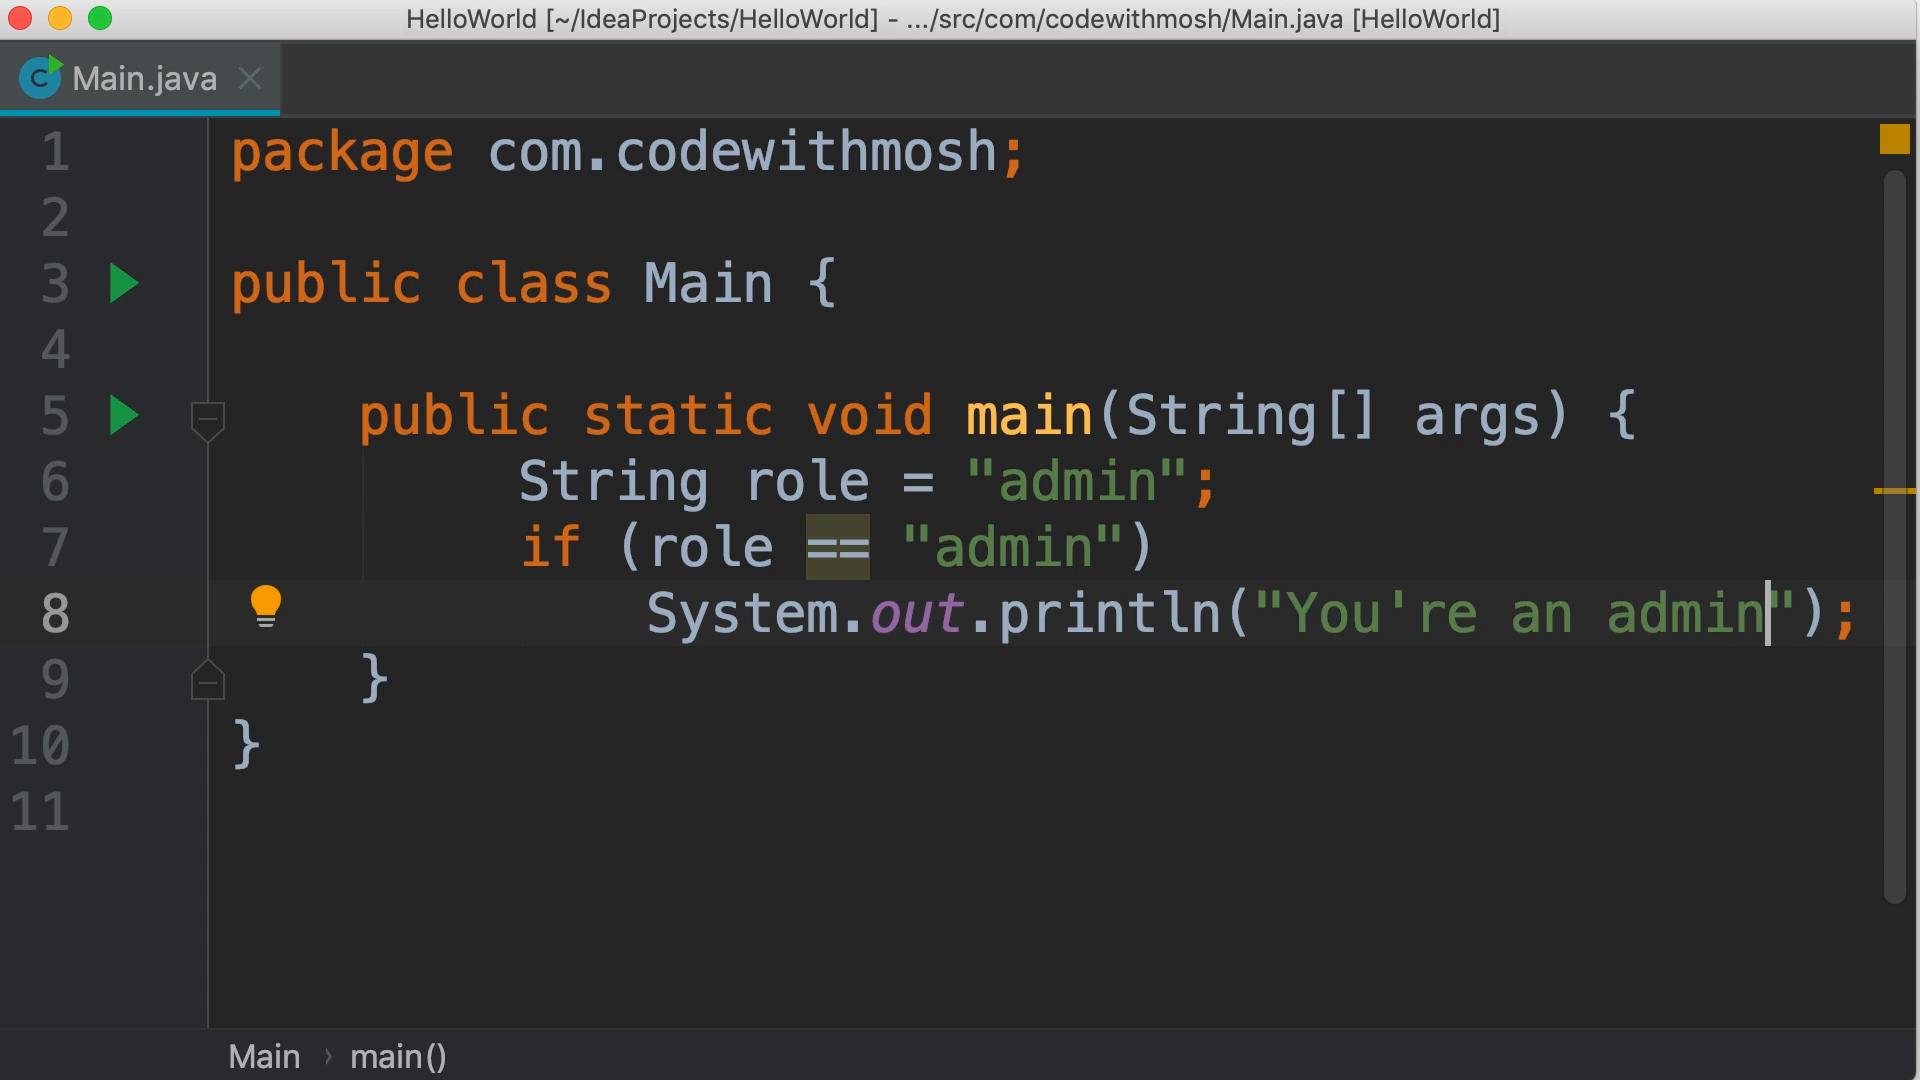 HelloWorld [~/IdeaProjects/HelloWorld] - .../src/com/codewithmosh/Main.java [HelloWorld]
C Main.java
1 package com.codewithmosh;
2
3 public class Main {
4
5 public static void main(String[] args) {
6 String role = "admin";
7 if (role == "admin")
8 System.out.println("You're an admin");
9 }
10 }
11
Main › main()